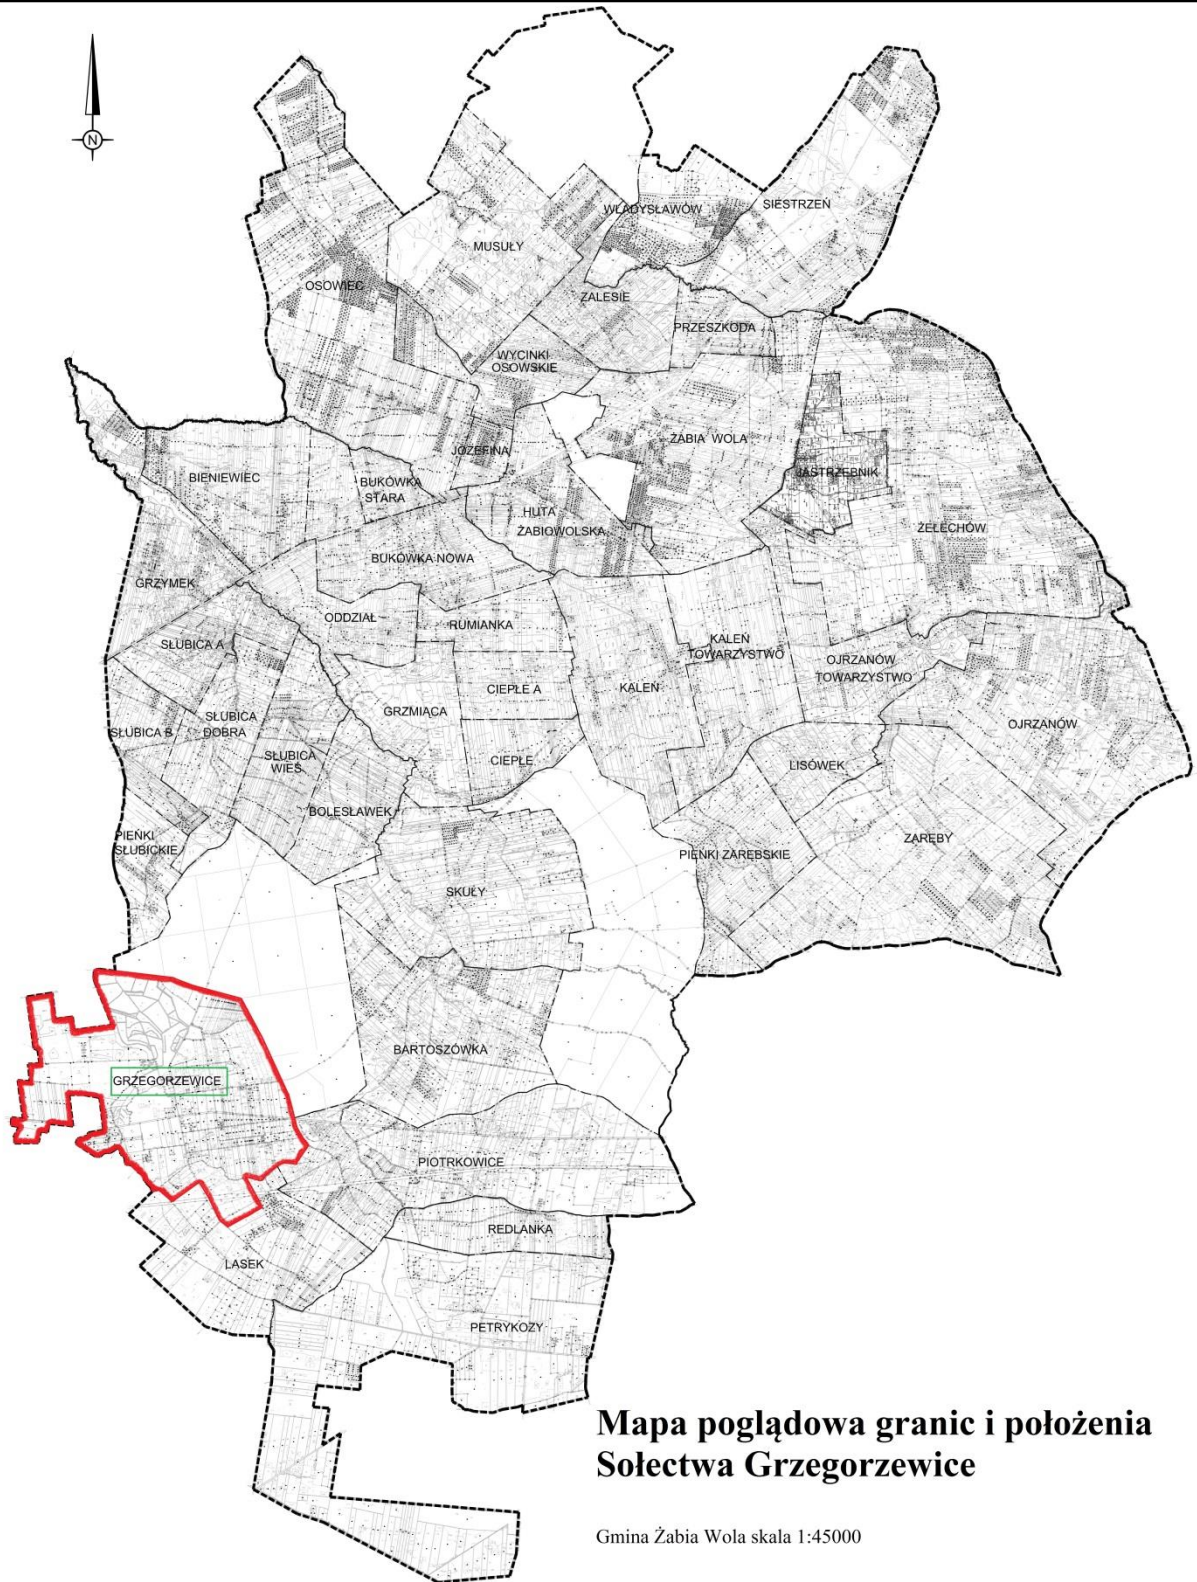 N
WŁADYSŁAWÓW
SIESTRZEŃ
MUSUŁY
OSOWIEC
ZALESIE
PRZESZKODA
WYCINKI
OSOWSKIE
ŻABIA WOLA
JÓZEFINA
JASTRZĘBNIK
BIENIEWIEC
BUKÓWKA
STARA
HUTA
ŻABIOWOLSKA
ŻELECHÓW
BUKÓWKA NOWA
GRZYMEK
ODDZIAŁ
RUMIANKA
SŁUBICA A
KALEŃ
TOWARZYSTWO
OJRZANÓW
TOWARZYSTWO
CIEPŁE A
KALEŃ
GRZMIĄCA
SŁUBICA B
SŁUBICA
DOBRA
OJRZANÓW
SŁUBICA
WIEŚ
CIEPŁE
LISÓWEK
BOLESŁAWEK
PIEŃKI
SŁUBICKIE
ZARĘBY
PIEŃKI ZARĘBSKIE
SKUŁY
BARTOSZÓWKA
GRZEGORZEWICE
PIOTRKOWICE
REDLANKA
LASEK
PETRYKOZY
Mapa poglądowa granic i położenia
Sołectwa Grzegorzewice
Gmina Żabia Wola skala 1:45000